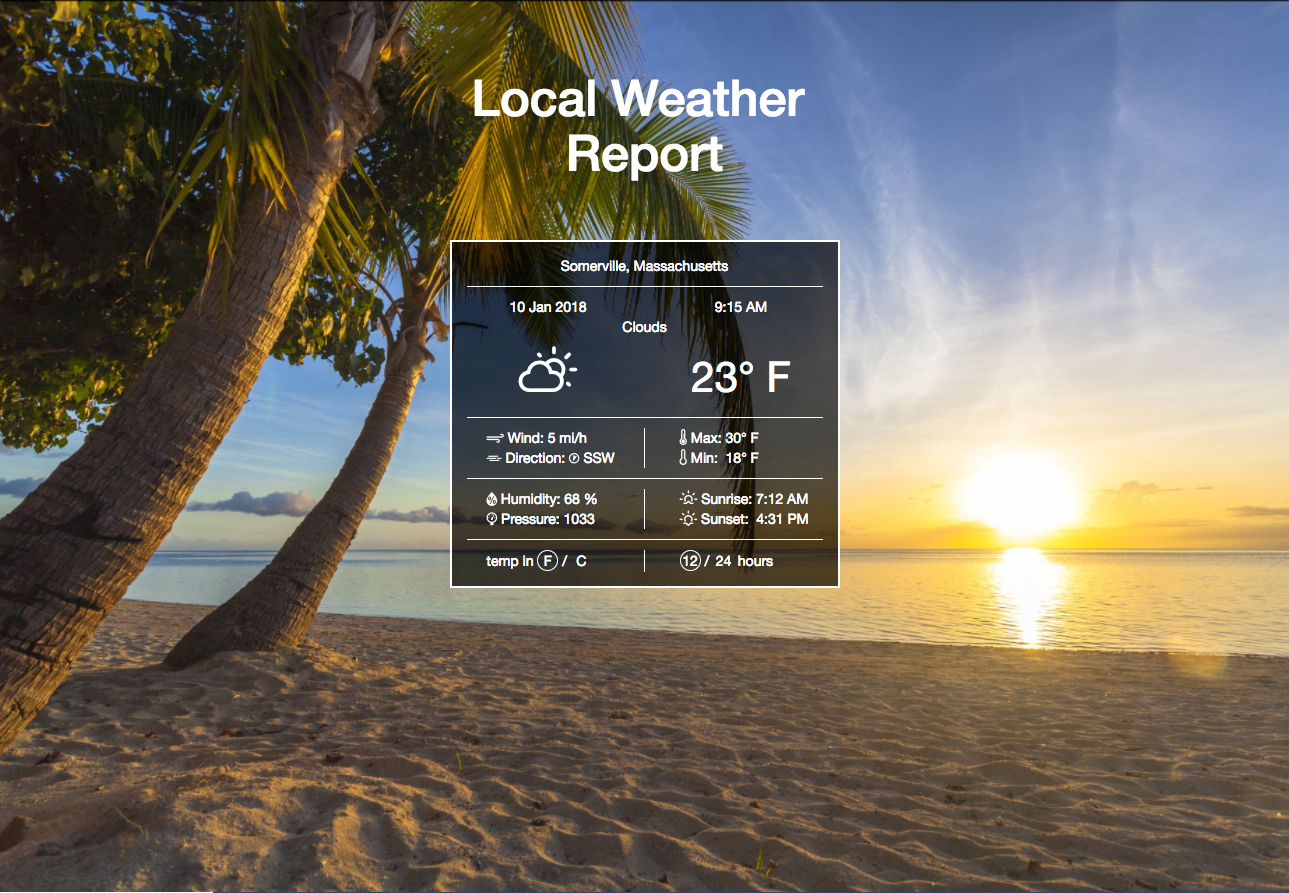 Local Weather
Report
Somerville, Massachusetts
10 Jan 2018 9:15 AM
Clouds
23° F
Wind: 5 mi/h Max: 30° F
Direction: SSW Min: 18° F
Humidity: 68 % Sunrise: 7:12 AM
Pressure: 1033 Sunset: 4:31 PM
temp in F / C 12 / 24 hours